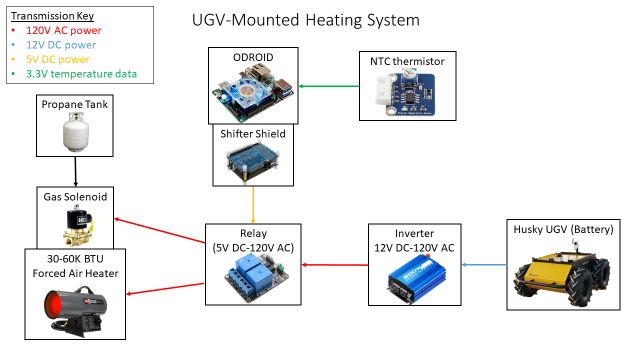 UGV-Mounted Heating System
Transmission Key
• 120V AC power
• 12V DC power
• 5V DC power
• 3.3V temperature data
ODROID
NTC thermistor
Propane Tank
Shifter Shield
Gas Solenoid
Relay
(5V DC-120V AC)
Inverter
12V DC-120V AC
Husky UGV (Battery)
30-60K BTU
Forced Air Heater